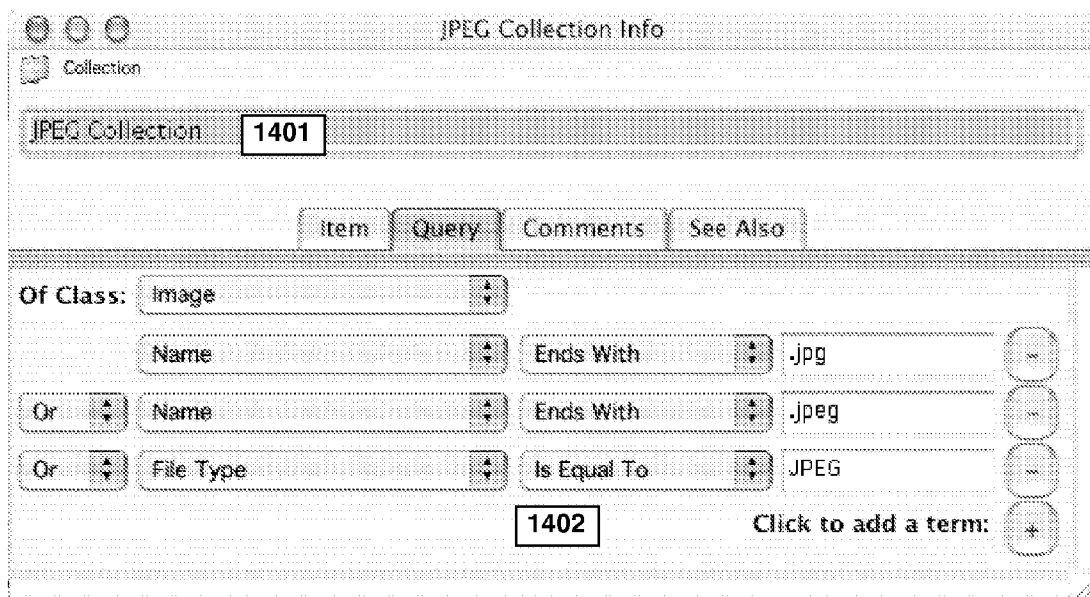 JPEG Collection Info
Collection
JPEG Collection 1401
Item Query Comments See Also
Of Class: Image
Name Ends With .jpg -
Or Name Ends With .jpeg -
Or File Type Is Equal To JPEG -
1402 Click to add a term: +